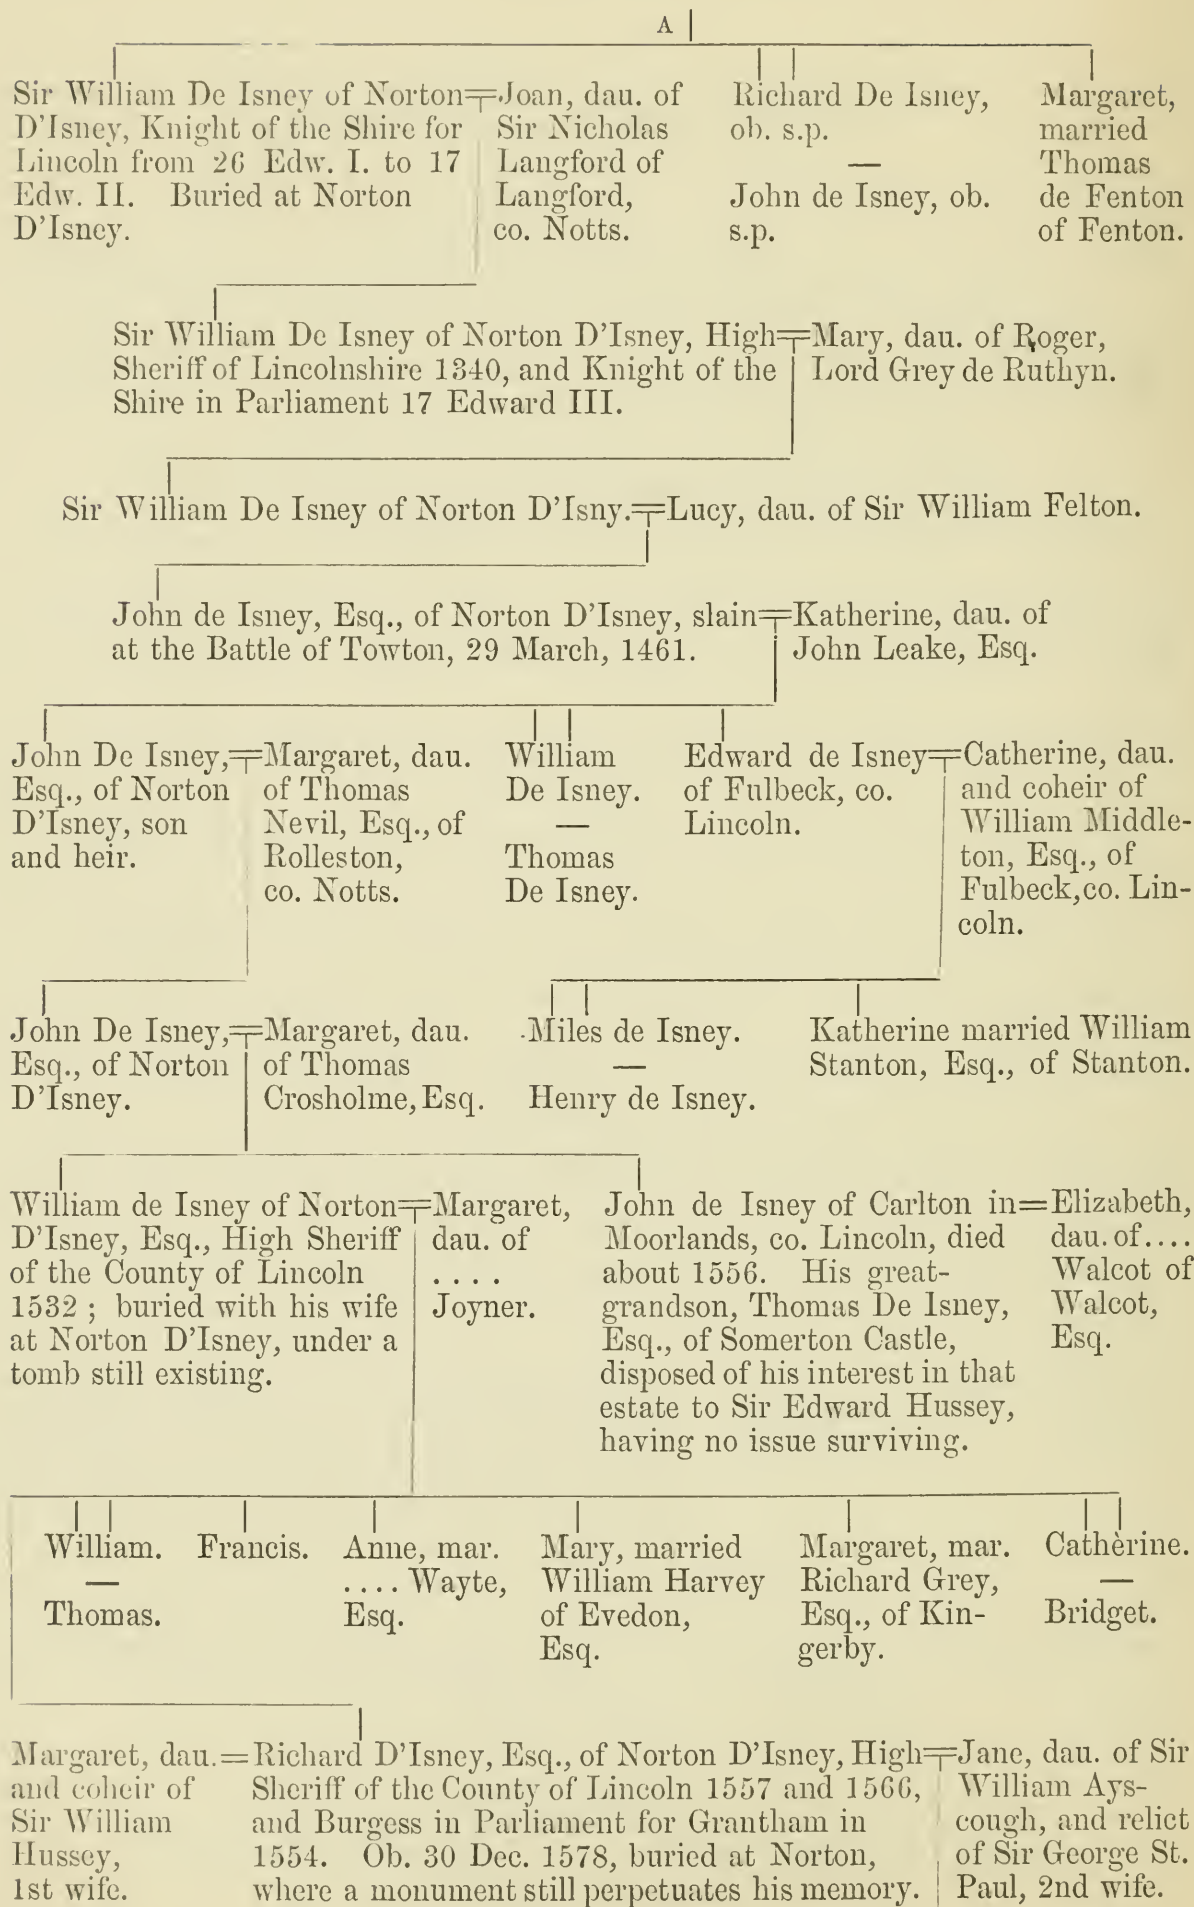 A
Sir William De Isney of Norton
D'Isney, Knight of the Shire for
Lincoln from 26 Edw. I. to 17
Edw. II. Buried at Norton
D'Isney.
Joan, dau. of
Sir Nicholas
Langford of
Langford,
co. Notts.
Richard De Isney,
ob. s.p.
—
John de Isney, ob.
s.p.
Margaret,
married
Thomas
de Fenton
of Fenton.
Sir William De Isney of Norton D'Isney, High
Sheriff of Lincolnshire 1340, and Knight of the
Shire in Parliament 17 Edward III.
Mary, dau. of Roger,
Lord Grey de Ruthyn.
Sir William De Isney of Norton D'Isny.=Lucy, dau. of Sir William Felton.
John de Isney, Esq., of Norton D'Isney, slain
at the Battle of Towton, 29 March, 1461.
Katherine, dau. of
John Leake, Esq.
John De Isney,
Esq., of Norton
D'Isney, son
and heir.
Margaret, dau.
of Thomas
Nevil, Esq., of
Rolleston,
co. Notts.
William
De Isney.
—
Thomas
De Isney.
Edward de Isney
of Fulbeck, co.
Lincoln.
Catherine, dau.
and coheir of
William Middle-
ton, Esq., of
Fulbeck, co. Lin-
coln.
John De Isney,
Esq., of Norton
D'Isney.
Margaret, dau.
of Thomas
Crosholme, Esq.
Miles de Isney.
—
Henry de Isney.
Katherine married William
Stanton, Esq., of Stanton.
William de Isney of Norton
D'Isney, Esq., High Sheriff
of the County of Lincoln
1532 ; buried with his wife
at Norton D'Isney, under a
tomb still existing.
Margaret,
dau. of
. . . .
Joyner.
John de Isney of Carlton in
Moorlands, co. Lincoln, died
about 1556. His great-
grandson, Thomas De Isney,
Esq., of Somerton Castle,
disposed of his interest in that
estate to Sir Edward Hussey,
having no issue surviving.
Elizabeth,
dau. of . . . .
Walcot of
Walcot,
Esq.
William.
—
Thomas.
Francis.
Anne, mar.
. . . . Wayte,
Esq.
Mary, married
William Harvey
of Evedon,
Esq.
Margaret, mar.
Richard Grey,
Esq., of Kin-
gerby.
Catherine.
—
Bridget.
Margaret, dau.
and coheir of
Sir William
Hussey,
1st wife.
Richard D'Isney, Esq., of Norton D'Isney, High
Sheriff of the County of Lincoln 1557 and 1566,
and Burgess in Parliament for Grantham in
1554. Ob. 30 Dec. 1578, buried at Norton,
where a monument still perpetuates his memory.
Jane, dau. of Sir
William Ays-
cough, and relict
of Sir George St.
Paul, 2nd wife.